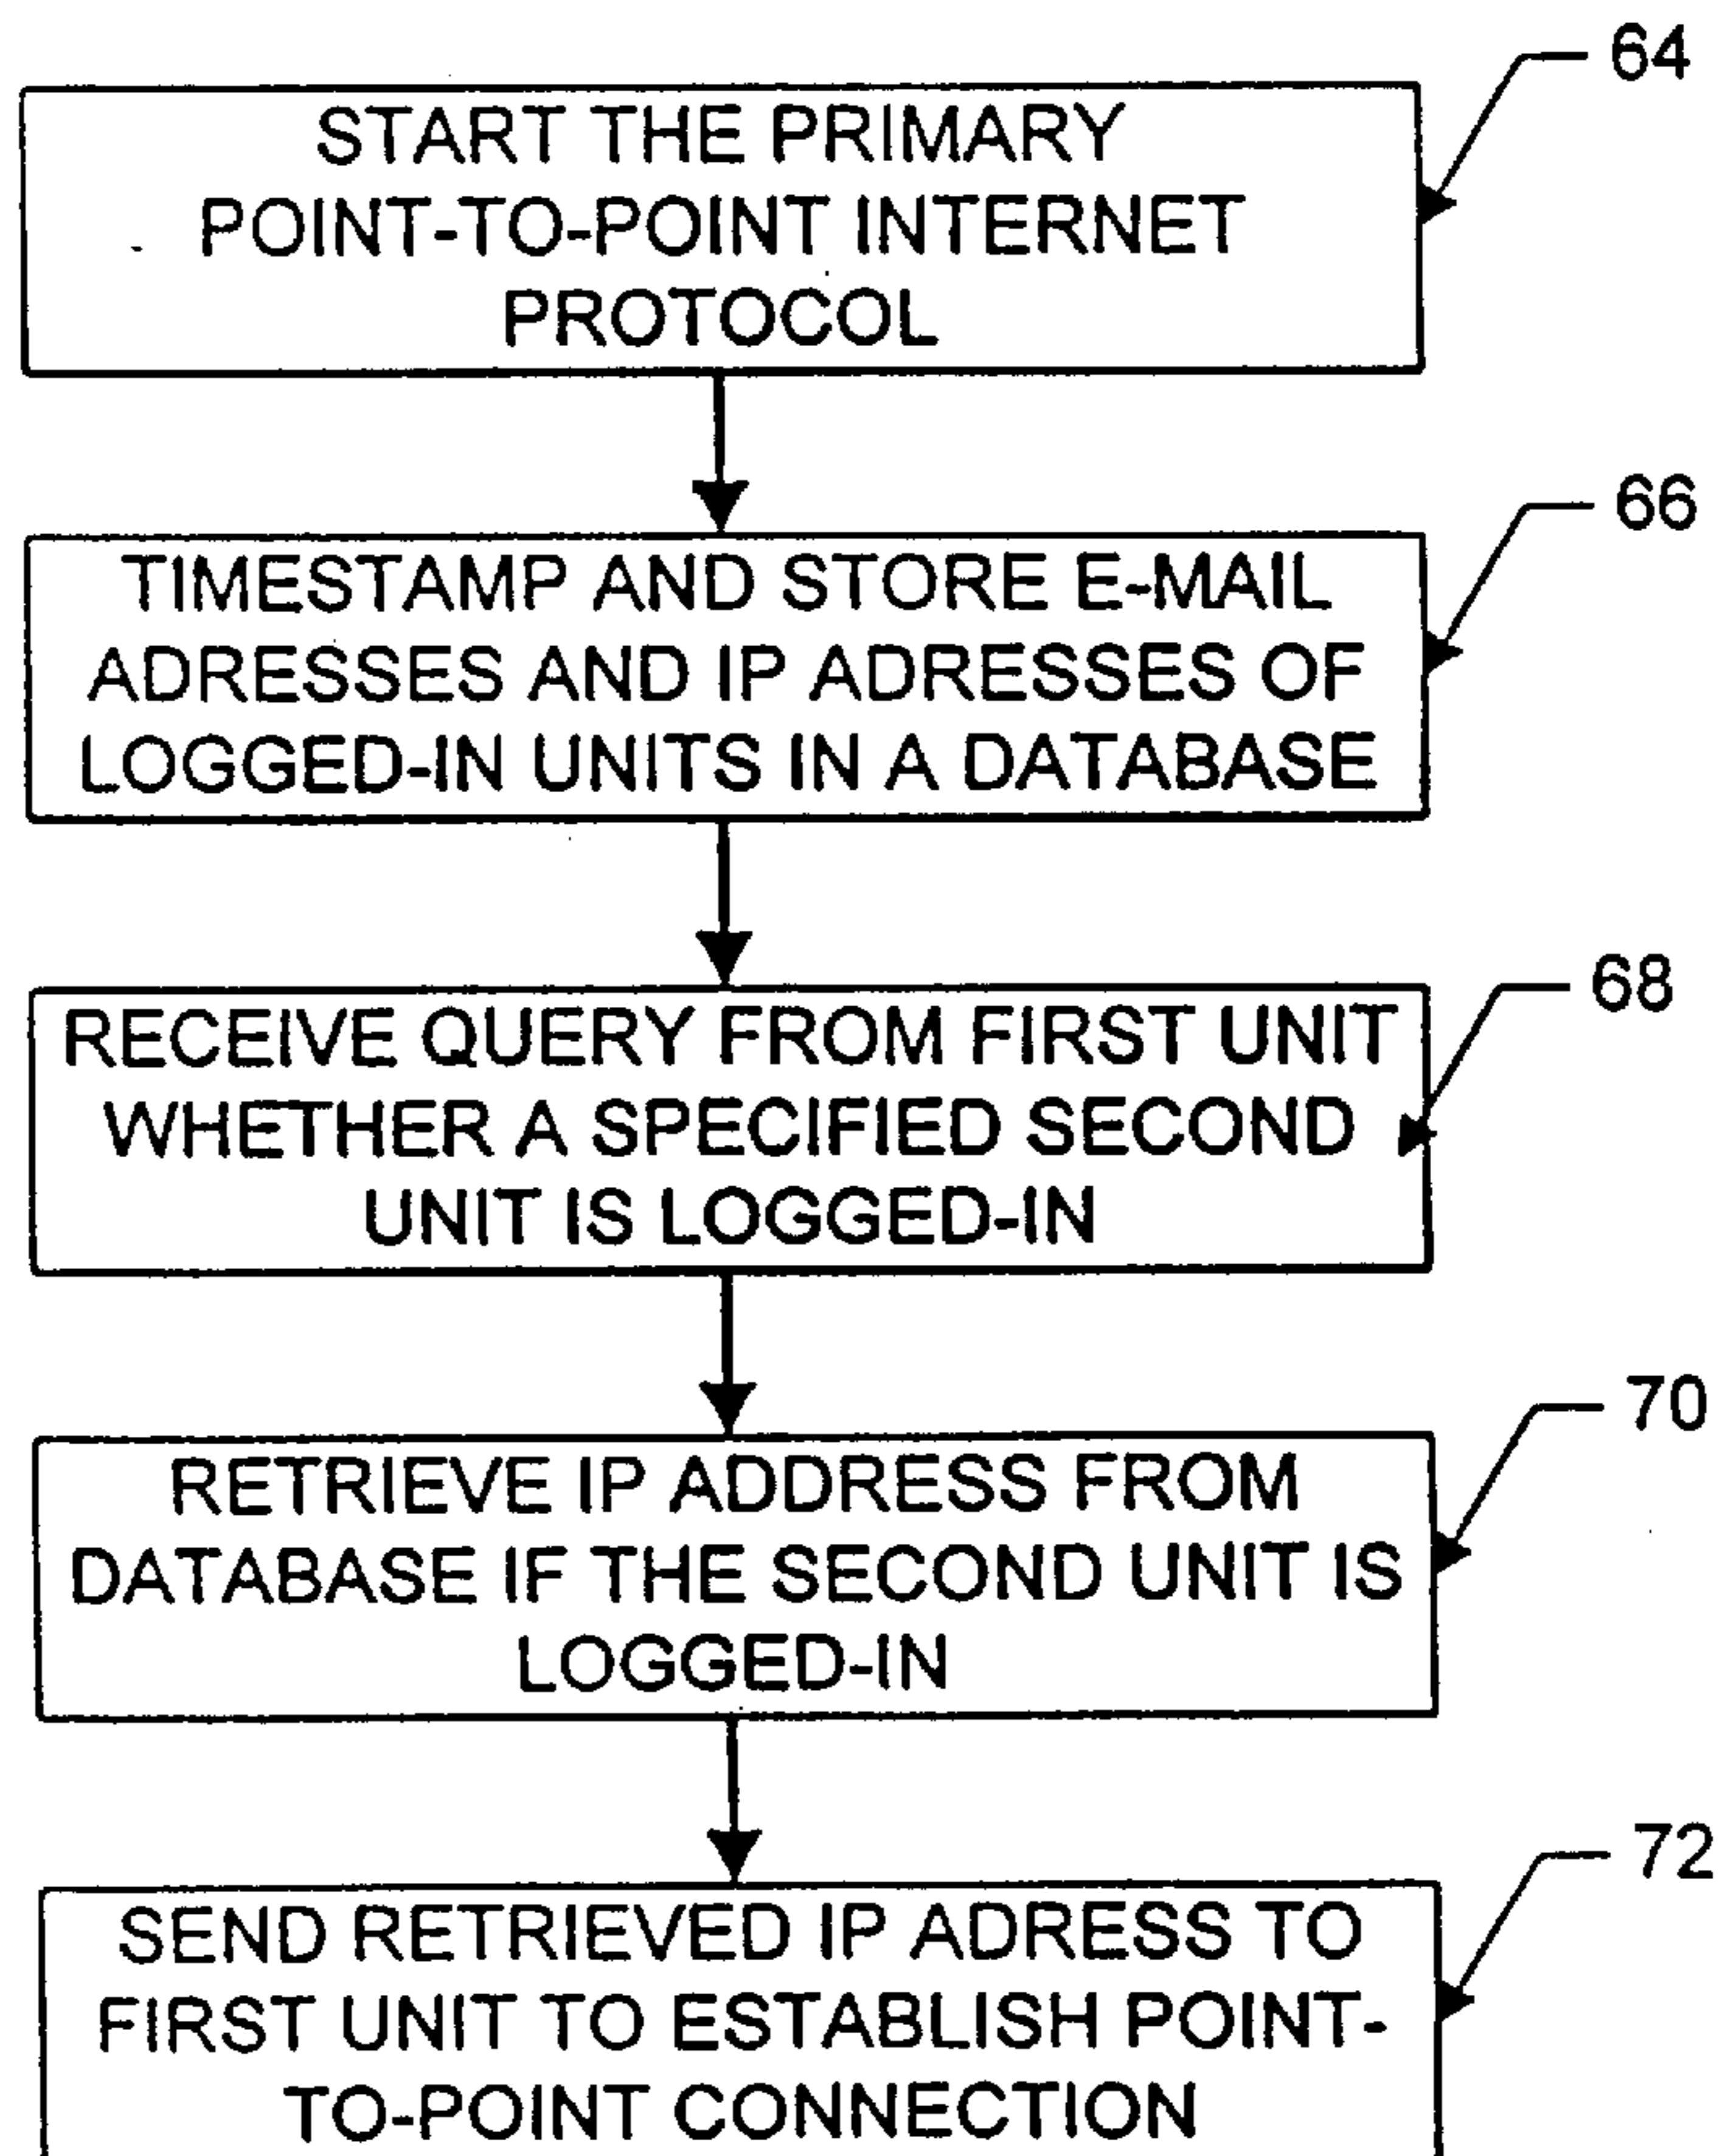 64
START THE PRIMARY
POINT-TO-POINT INTERNET
PROTOCOL
66
TIMESTAMP AND STORE E-MAIL
ADRESSES AND IP ADRESSES OF
LOGGED-IN UNITS IN A DATABASE
68
RECEIVE QUERY FROM FIRST UNIT
WHETHER A SPECIFIED SECOND
UNIT IS LOGGED-IN
70
RETRIEVE IP ADDRESS FROM
DATABASE IF THE SECOND UNIT IS
LOGGED-IN
72
SEND RETRIEVED IP ADRESS TO
FIRST UNIT TO ESTABLISH POINT-
TO-POINT CONNECTION